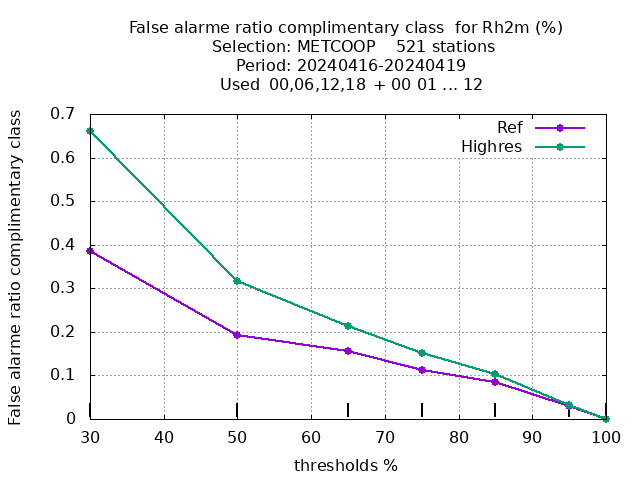 False alarme ratio complimentary class  for Rh2m (%)
Selection: METCOOP    521 stations
Period: 20240416-20240419
Used 00,06,12,18 + 00 01 ... 12
False alarme ratio complimentary class
0.7
0.6
0.5
0.4
0.3
0.2
0.1
0
Ref
Highres
30 40 50 60 70 80 90 100
thresholds %